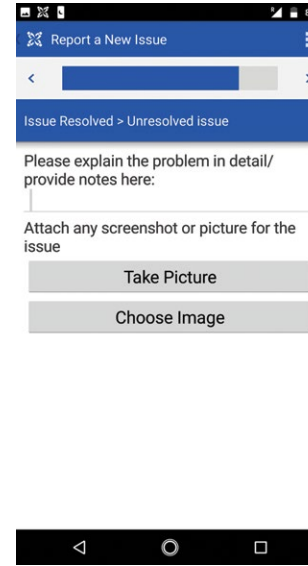 Report a New Issue
Issue Resolved > Unresolved issue
Please explain the problem in detail/
provide notes here:
Attach any screenshot or picture for the
issue
Take Picture
Choose Image